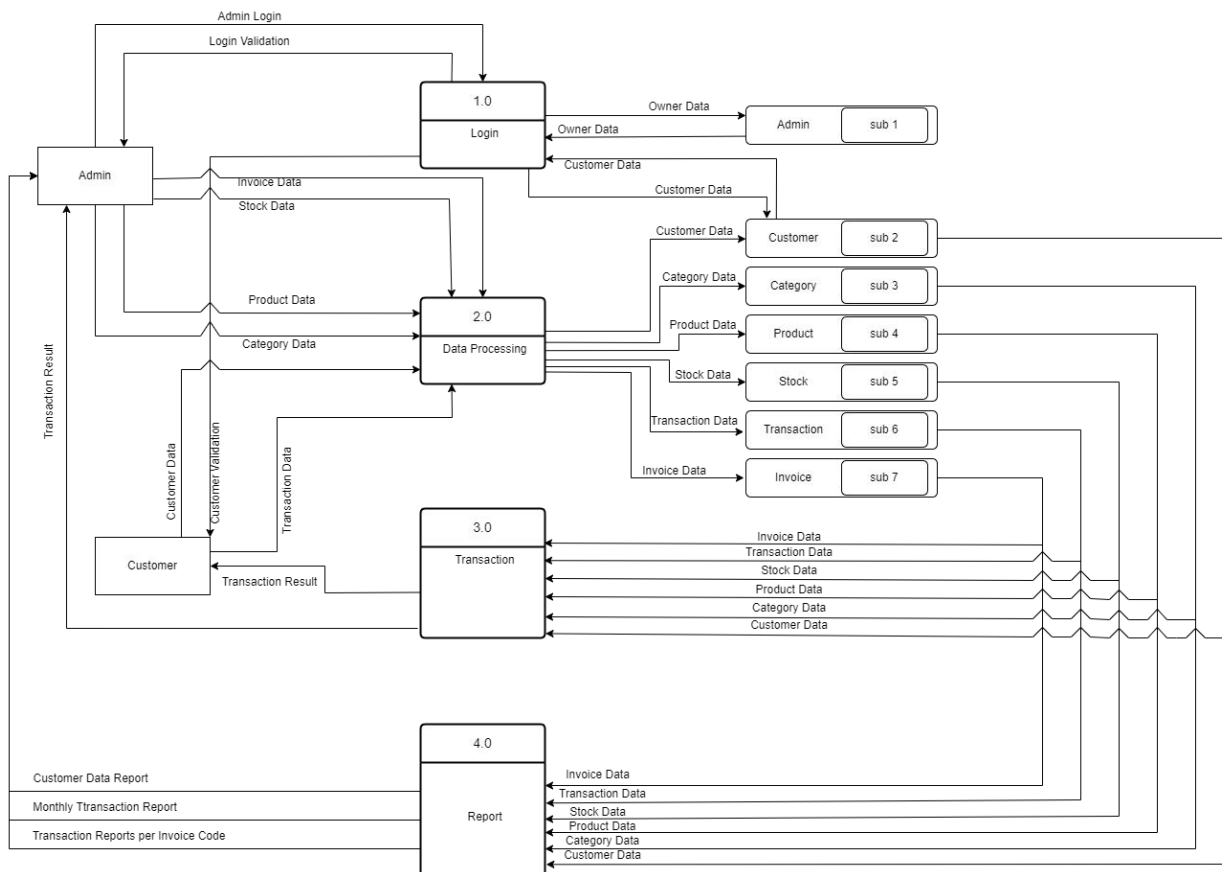 Admin Login
Login Validation
1.0
Login
Owner Data
Owner Data
Admin
sub 1
Customer Data
Customer Data
Admin
Invoice Data
Stock Data
Customer Data
Customer
sub 2
Category Data
Category
sub 3
Product Data
2.0
Data Processing
Category Data
Product Data
Product
sub 4
Stock Data
Stock
sub 5
Transaction Result
Transaction Data
Transaction
sub 6
Invoice Data
Invoice
sub 7
Customer Data
Customer Validation
Transaction Data
3.0
Transaction
Customer
Transaction Result
Invoice Data
Transaction Data
Stock Data
Product Data
Category Data
Customer Data
4.0
Report
Customer Data Report
Monthly Ttransaction Report
Transaction Reports per Invoice Code
Invoice Data
Transaction Data
Stock Data
Product Data
Category Data
Customer Data